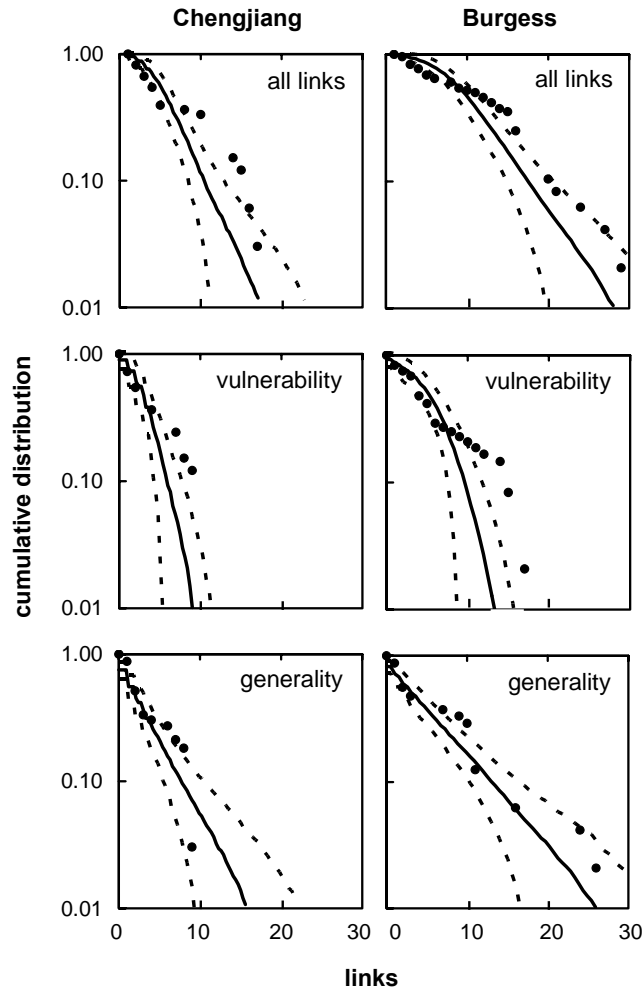 Chengjiang Burgess
1.00
all links all links
0.10
0.01
1.00
vulnerability vulnerability
0.10
0.01
1.00
generality generality
0.10
0.01
0 10 20 30 0 10 20 30
links
cumulative distribution